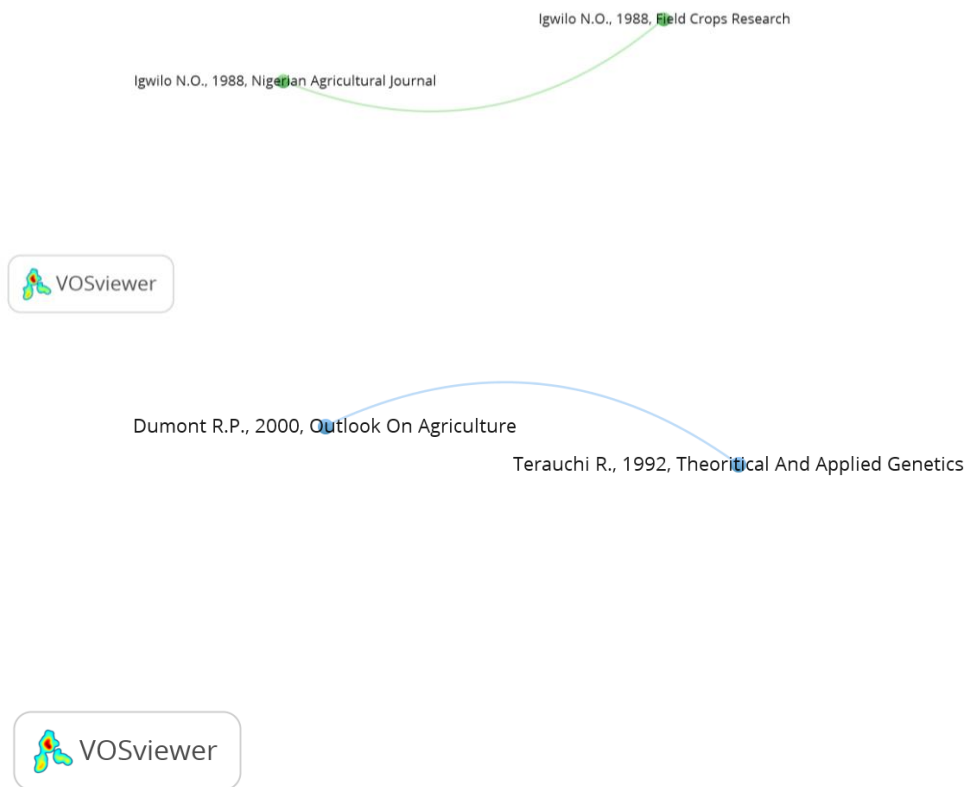 Igwilo N.O., 1988, Field Crops Research
Igwilo N.O., 1988, Nigerian Agricultural Journal
VOSviewer
Dumont R.P., 2000, Outlook On Agriculture
Terauchi R., 1992, Theoritical And Applied Genetics
VOSviewer